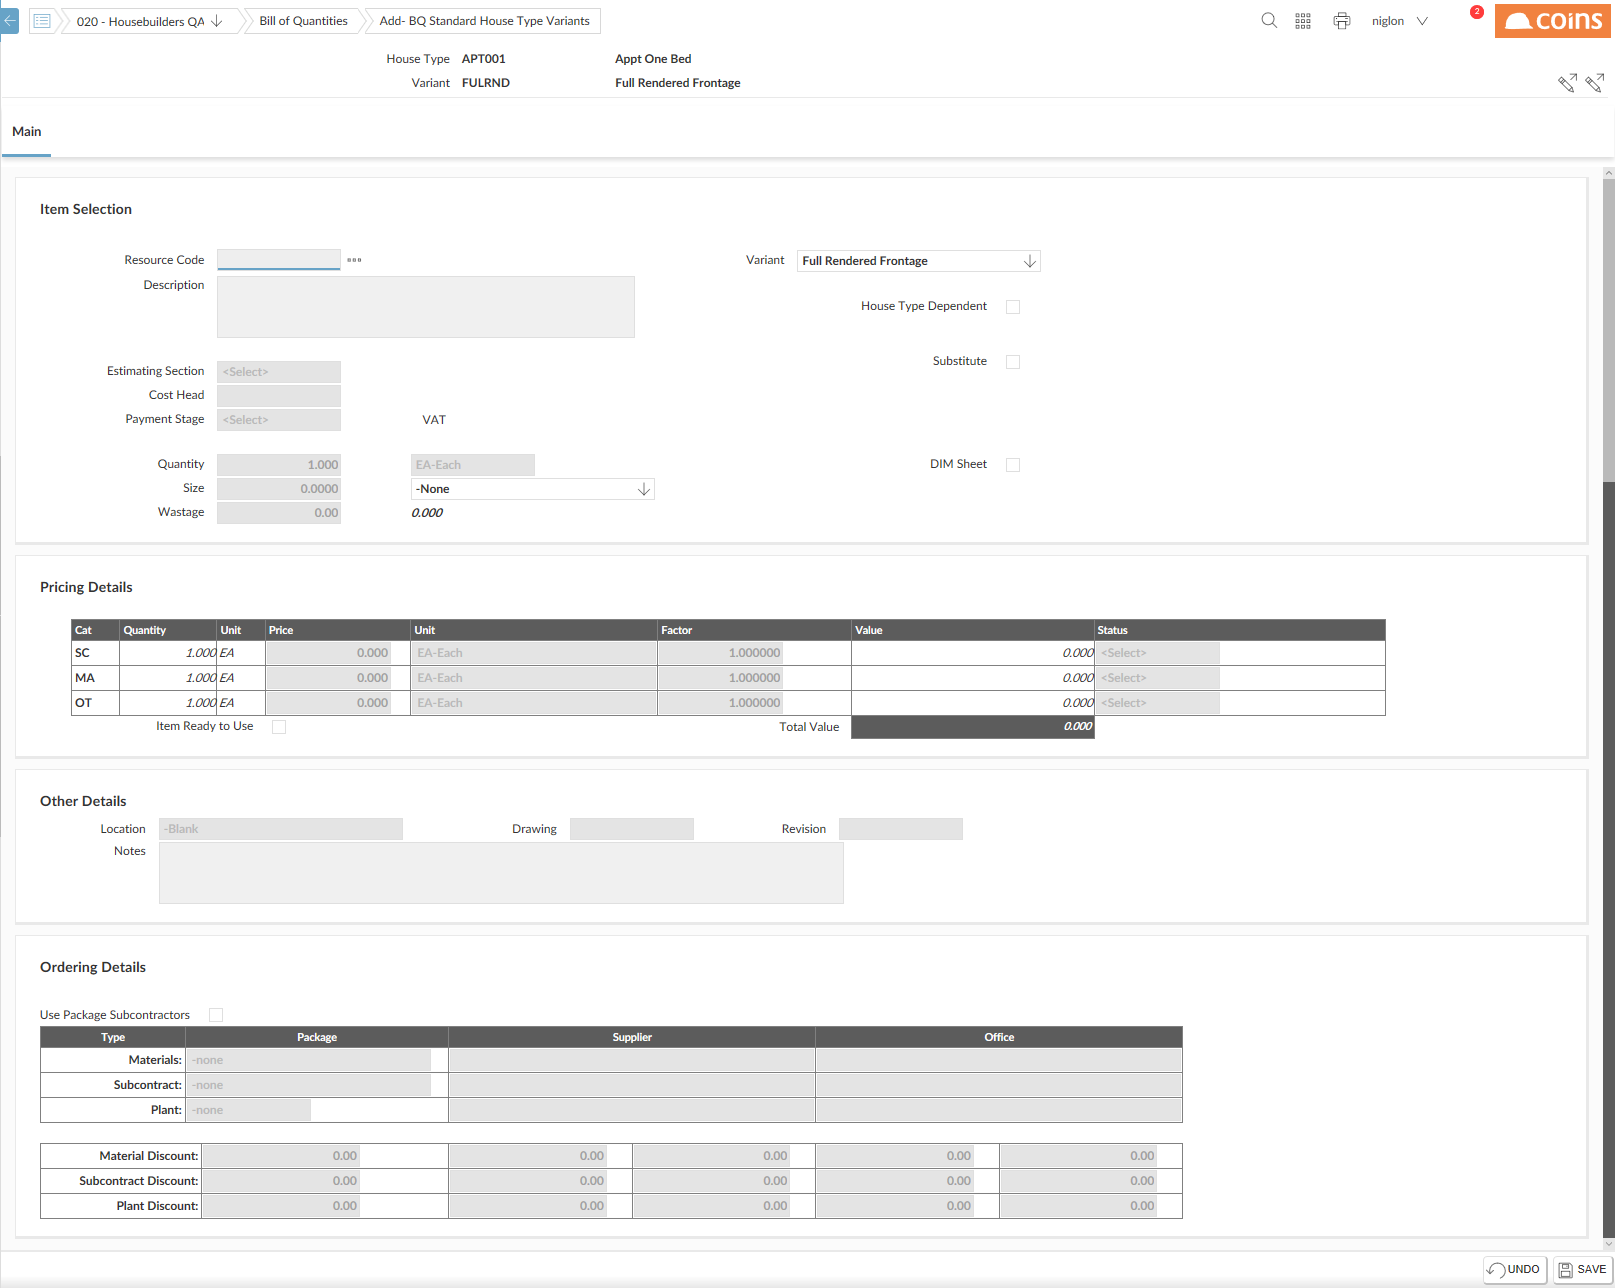 020 - Housebuilders QA
Bill of Quantities
Add- BQ Standard House Type Variants
niglon
2
coins
House Type APT001 Appt One Bed
Variant FULRND Full Rendered Frontage
Main
Item Selection
Resource Code
Variant Full Rendered Frontage
Description
House Type Dependent
Substitute
Estimating Section <Select>
Cost Head
Payment Stage <Select> VAT
Quantity 1.000 EA-Each DIM Sheet
Size 0.0000 -None
Wastage 0.00 0.000
Pricing Details
Cat Quantity Unit Price Unit Factor Value Status
SC 1.000 EA 0.000 EA-Each 1.000000 0.000 <Select>
MA 1.000 EA 0.000 EA-Each 1.000000 0.000 <Select>
OT 1.000 EA 0.000 EA-Each 1.000000 0.000 <Select>
Item Ready to Use Total Value 0.000
Other Details
Location -Blank Drawing Revision
Notes
Ordering Details
Use Package Subcontractors
Type Package Supplier Office
Materials: -none
Subcontract: -none
Plant: -none
Material Discount: 0.00 0.00 0.00 0.00 0.00
Subcontract Discount: 0.00 0.00 0.00 0.00 0.00
Plant Discount: 0.00 0.00 0.00 0.00 0.00
UNDO SAVE